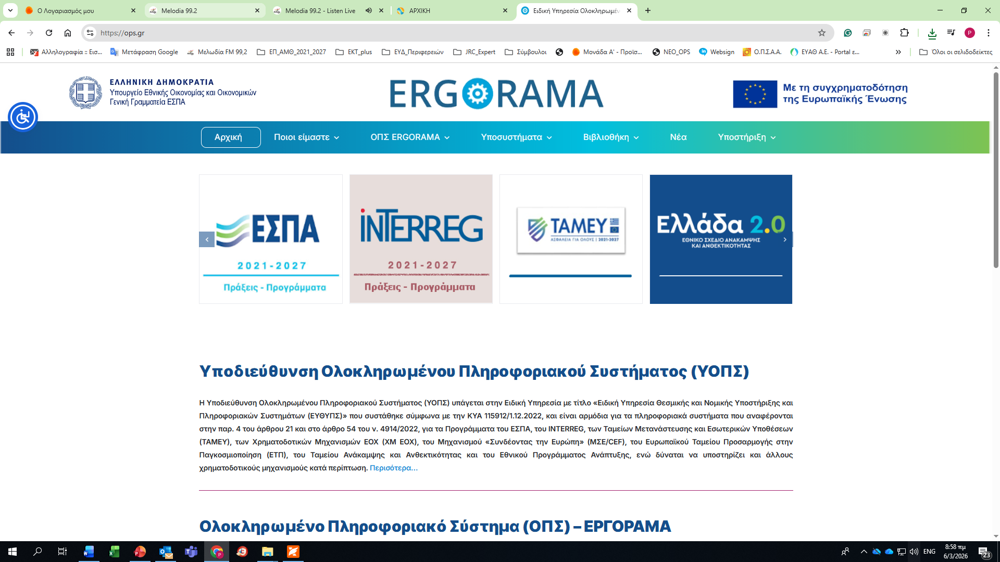 Ο Λογαριασμός μου
Melodia 99.2
Melodia 99.2 - Listen Live
ΑΡΧΙΚΗ
Ειδική Υπηρεσία Ολοκληρωμέν
https://ops.gr
P
Αλληλογραφία :: Εισ...
Μετάφραση Google
Μελωδία FM 99,2
ΕΠ_ΑΜΘ_2021_2027
ΕΚΤ_plus
ΕΥΔ_Περιφερειών
JRC_Expert
Σύμβουλοι
Μονάδα Α' - Προϊσ...
NEO_OPS
Websign
Ο.Π.Σ.Α.Α.
ΕΥΑΘ Α.Ε. - Portal ε...
Όλοι οι σελιδοδείκτες
ΕΛΛΗΝΙΚΗ ΔΗΜΟΚΡΑΤΙΑ
Υπουργείο Εθνικής Οικονομίας και Οικονομικών
Γενική Γραμματεία ΕΣΠΑ
ERGORAMA
Με τη συγχρηματοδότηση
της Ευρωπαϊκής Ένωσης
Αρχική
Ποιοι είμαστε
ΟΠΣ ERGORAMA
Υποσυστήματα
Βιβλιοθήκη
Νέα
Υποστήριξη
ΕΣΠΑ
2021-2027
Πράξεις - Προγράμματα
INTERREG
2021-2027
Πράξεις - Προγράμματα
TAMEY
ΑΣΦΑΛΕΙΑ ΓΙΑ ΟΛΟΥΣ | 2021-2027
Ελλάδα 2.0
ΕΘΝΙΚΟ ΣΧΕΔΙΟ ΑΝΑΚΑΜΨΗΣ
ΚΑΙ ΑΝΘΕΚΤΙΚΟΤΗΤΑΣ
Υποδιεύθυνση Ολοκληρωμένου Πληροφοριακού Συστήματος (ΥΟΠΣ)
Η Υποδιεύθυνση Ολοκληρωμένου Πληροφοριακού Συστήματος (ΥΟΠΣ) υπάγεται στην Ειδική Υπηρεσία με τίτλο «Ειδική Υπηρεσία Θεσμικής και Νομικής Υποστήριξης και
Πληροφοριακών Συστημάτων (ΕΥΘΥΠΣ)» που συστάθηκε σύμφωνα με την ΚΥΑ 115912/1.12.2022, και είναι αρμόδια για τα πληροφοριακά συστήματα που αναφέρονται
στην παρ. 4 του άρθρου 21 και στο άρθρο 54 του ν. 4914/2022, για τα Προγράμματα του ΕΣΠΑ, του INTERREG, των Ταμείων Μετανάστευσης και Εσωτερικών Υποθέσεων
(ΤΑΜΕΥ), των Χρηματοδοτικών Μηχανισμών ΕΟΧ (ΧΜ ΕΟΧ), του Μηχανισμού «Συνδέοντας την Ευρώπη» (ΜΣΕ/CEF), του Ευρωπαϊκού Ταμείου Προσαρμογής στην
Παγκοσμιοποίηση (ΕΤΠ), του Ταμείου Ανάκαμψης και Ανθεκτικότητας και του Εθνικού Προγράμματος Ανάπτυξης, ενώ δύναται να υποστηρίζει και άλλους
χρηματοδοτικούς μηχανισμούς κατά περίπτωση. Περισότερα...
Ολοκληρωμένο Πληροφοριακό Σύστημα (ΟΠΣ) – ΕΡΓΟΡΑΜΑ
ENG
8:58 πμ
6/3/2026
23